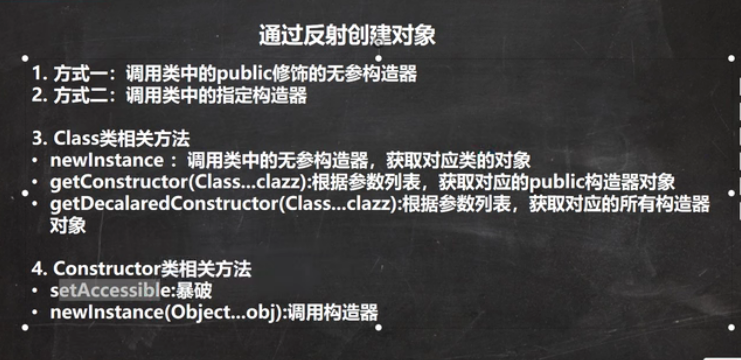 通过反射创建对象
1. 方式一：调用类中的public修饰的无参构造器
2. 方式二：调用类中的指定构造器
3. Class类相关方法
• newInstance ：调用类中的无参构造器，获取对应类的对象
• getConstructor(Class...clazz):根据参数列表，获取对应的public构造器对象
• getDecalaredConstructor(Class...clazz):根据参数列表，获取对应的所有构造器
对象
4. Constructor类相关方法
• setAccessible:暴破
• newInstance(Object...obj):调用构造器